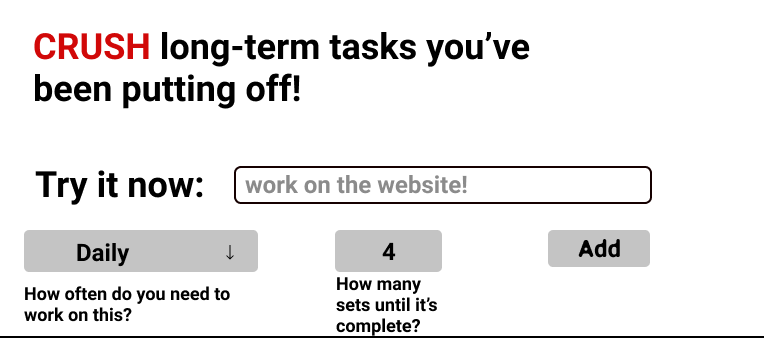 CRUSH long-term tasks you’ve
been putting off!
Try it now: work on the website!
Daily ↓ 4 Add
How often do you need to
work on this?
How many
sets until it’s
complete?